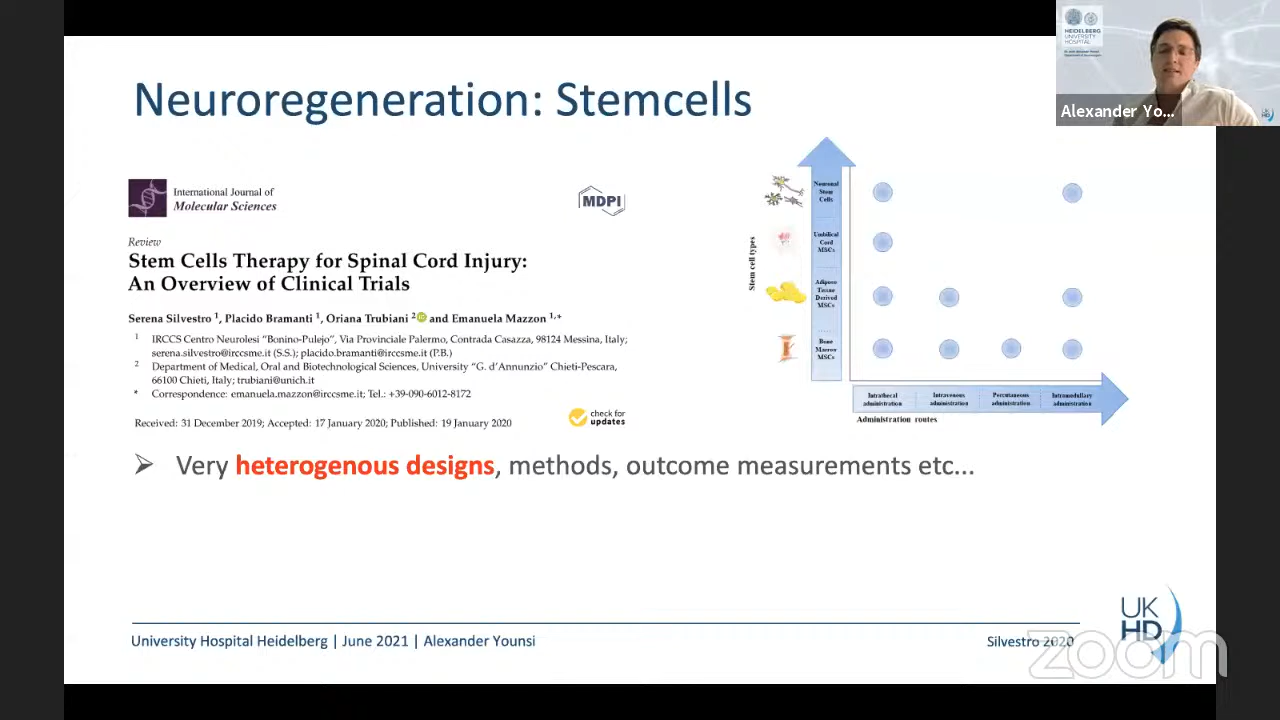 Neuroregeneration: Stemcells
HEIDELBERG
UNIVERSITY
HOSPITAL
Alexander Yo...
International Journal of
Molecular Sciences
MDPI
Review
Stem Cells Therapy for Spinal Cord Injury:
An Overview of Clinical Trials
Serena Silvestro 1, Placido Bramanti 1, Oriana Trubiani 2 iD and Emanuela Mazzon 1,*
1 IRCCS Centro Neurolesi "Bonino-Pulejo", Via Provinciale Palermo, Contrada Casazza, 98124 Messina, Italy;
serena.silvestro@irccsme.it (S.S.); placido.bramanti@irccsme.it (P.B.)
2 Department of Medical, Oral and Biotechnological Sciences, University "G. d'Annunzio" Chieti-Pescara,
66100 Chieti, Italy; trubiani@unich.it
* Correspondence: emanuela.mazzon@irccsme.it; Tel.: +39-090-6012-8172
Received: 31 December 2019; Accepted: 17 January 2020; Published: 19 January 2020
check for
updates
Stem cell types
Neuronal
Stem
Cells
Umbilical
Cord
MSCs
Adipose
Tissue
Derived
MSCs
Bone
Marrow
MSCs
Intrathecal
administration
Intravenous
administration
Percutaneous
administration
Intramedullary
administration
Administration routes
Very heterogenous designs, methods, outcome measurements etc...
University Hospital Heidelberg | June 2021 | Alexander Younsi
Silvestro 2020
UK
HD
zoom